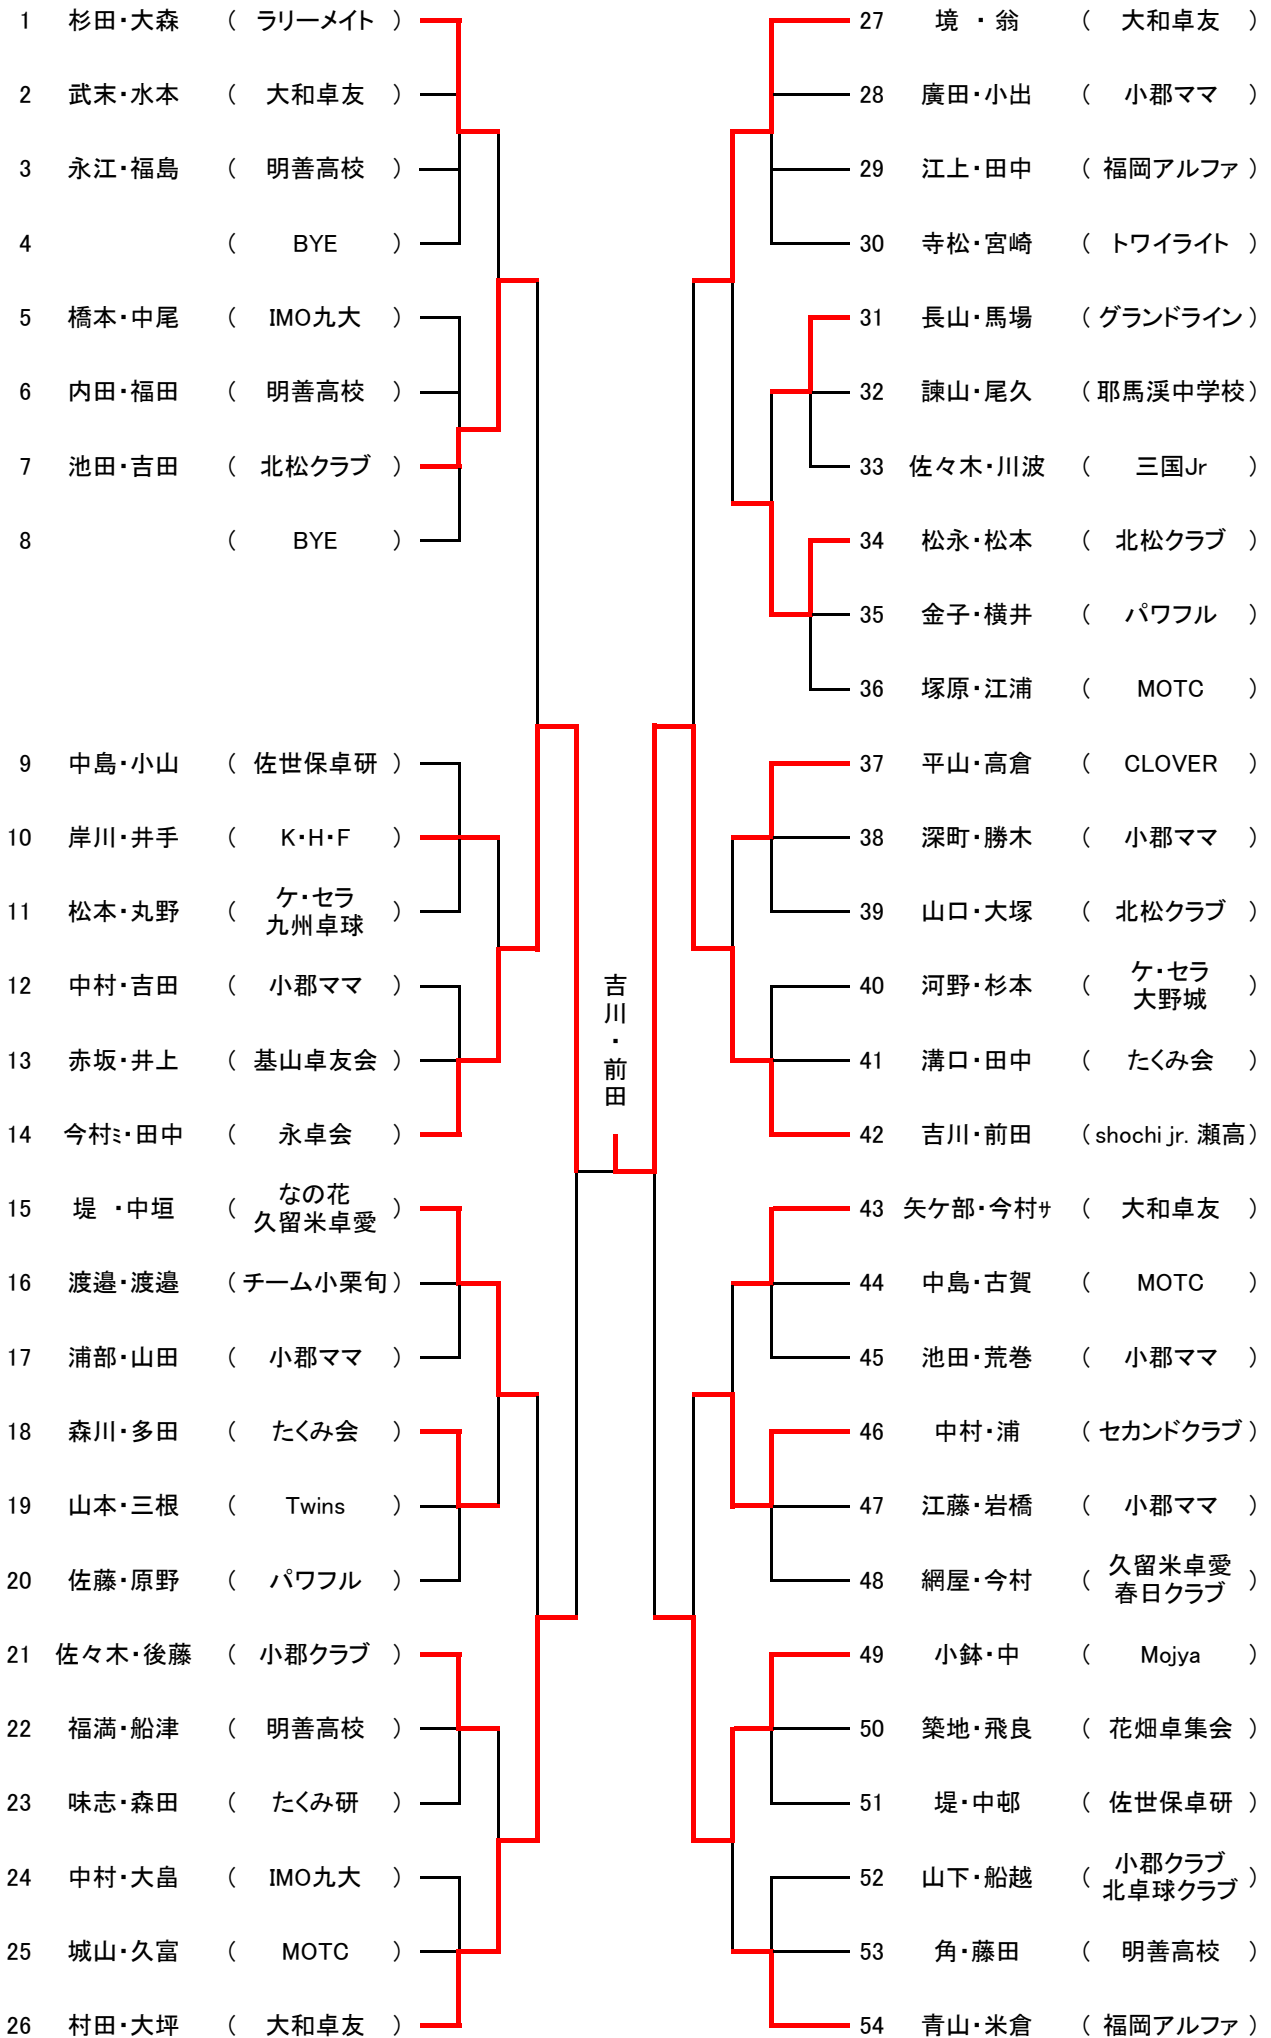 1 杉田・大森 ( ラリーメイト )
2 武末・水本 ( 大和卓友 )
3 永江・福島 ( 明善高校 )
4 ( BYE )
5 橋本・中尾 ( IMO九大 )
6 内田・福田 ( 明善高校 )
7 池田・吉田 ( 北松クラブ )
8 ( BYE )
9 中島・小山 ( 佐世保卓研 )
10 岸川・井手 ( K・H・F )
11 松本・丸野 ( ケ・セラ
九州卓球 )
12 中村・吉田 ( 小郡ママ )
13 赤坂・井上 ( 基山卓友会 )
14 今村ﾐ・田中 ( 永卓会 )
15 堤 ・中垣 ( なの花
久留米卓愛 )
16 渡邉・渡邉 ( チーム小栗旬 )
17 浦部・山田 ( 小郡ママ )
18 森川・多田 ( たくみ会 )
19 山本・三根 ( Twins )
20 佐藤・原野 ( パワフル )
21 佐々木・後藤 ( 小郡クラブ )
22 福満・船津 ( 明善高校 )
23 味志・森田 ( たくみ研 )
24 中村・大畠 ( IMO九大 )
25 城山・久富 ( MOTC )
26 村田・大坪 ( 大和卓友 )
吉川・前田
27 境 ・翁 ( 大和卓友 )
28 廣田・小出 ( 小郡ママ )
29 江上・田中 ( 福岡アルファ )
30 寺松・宮崎 ( トワイライト )
31 長山・馬場 ( グランドライン )
32 諫山・尾久 ( 耶馬渓中学校 )
33 佐々木・川波 ( 三国Jr )
34 松永・松本 ( 北松クラブ )
35 金子・横井 ( パワフル )
36 塚原・江浦 ( MOTC )
37 平山・高倉 ( CLOVER )
38 深町・勝木 ( 小郡ママ )
39 山口・大塚 ( 北松クラブ )
40 河野・杉本 ( ケ・セラ
大野城 )
41 溝口・田中 ( たくみ会 )
42 吉川・前田 ( shochi jr. 瀬高 )
43 矢ケ部・今村ｻ ( 大和卓友 )
44 中島・古賀 ( MOTC )
45 池田・荒巻 ( 小郡ママ )
46 中村・浦 ( セカンドクラブ )
47 江藤・岩橋 ( 小郡ママ )
48 網屋・今村 ( 久留米卓愛
春日クラブ )
49 小鉢・中 ( Mojya )
50 築地・飛良 ( 花畑卓集会 )
51 堤・中邨 ( 佐世保卓研 )
52 山下・船越 ( 小郡クラブ
北卓球クラブ )
53 角・藤田 ( 明善高校 )
54 青山・米倉 ( 福岡アルファ )